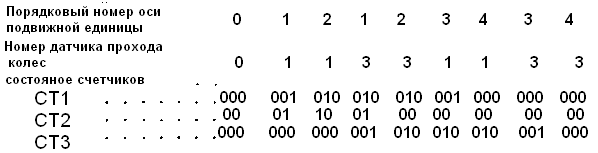 Порядковый номер оси
подвижной единицы 0 1 2 1 2 3 4 3 4
Номер датчика прохода
колес 0 1 1 3 3 1 1 3 3
состояное счетчиков
СТ1 . . . . . . 000 001 010 010 010 001 000 000 000
СТ2 . . . . . . 00 01 10 01 00 00 00 00 00
СТ3 . . . . . . 000 000 000 001 010 010 010 001 000